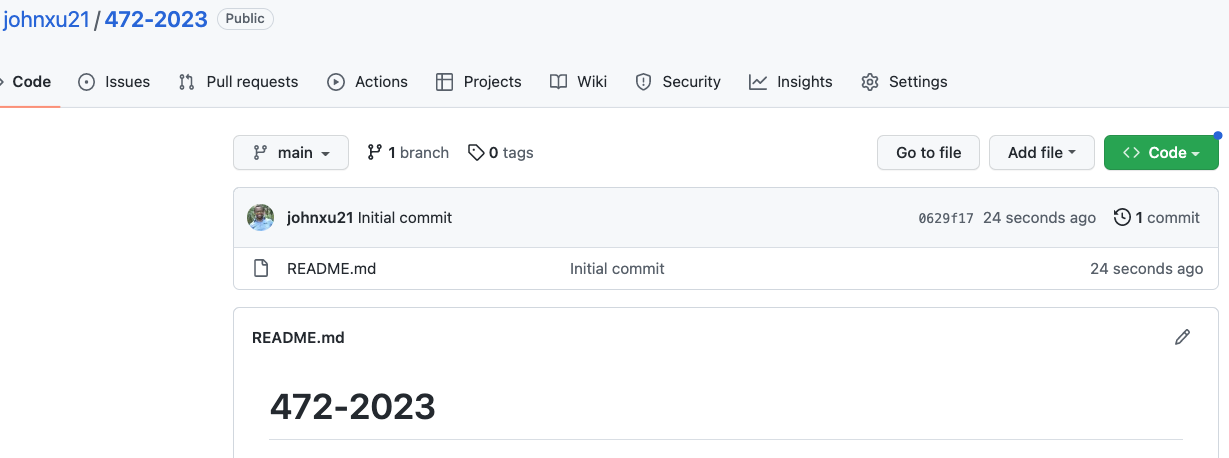 johnxu21 / 472-2023 Public
Code Issues Pull requests Actions Projects Wiki Security Insights Settings
main 1 branch 0 tags Go to file Add file Code
johnxu21 Initial commit 0629f17 24 seconds ago 1 commit
README.md Initial commit 24 seconds ago
README.md
472-2023